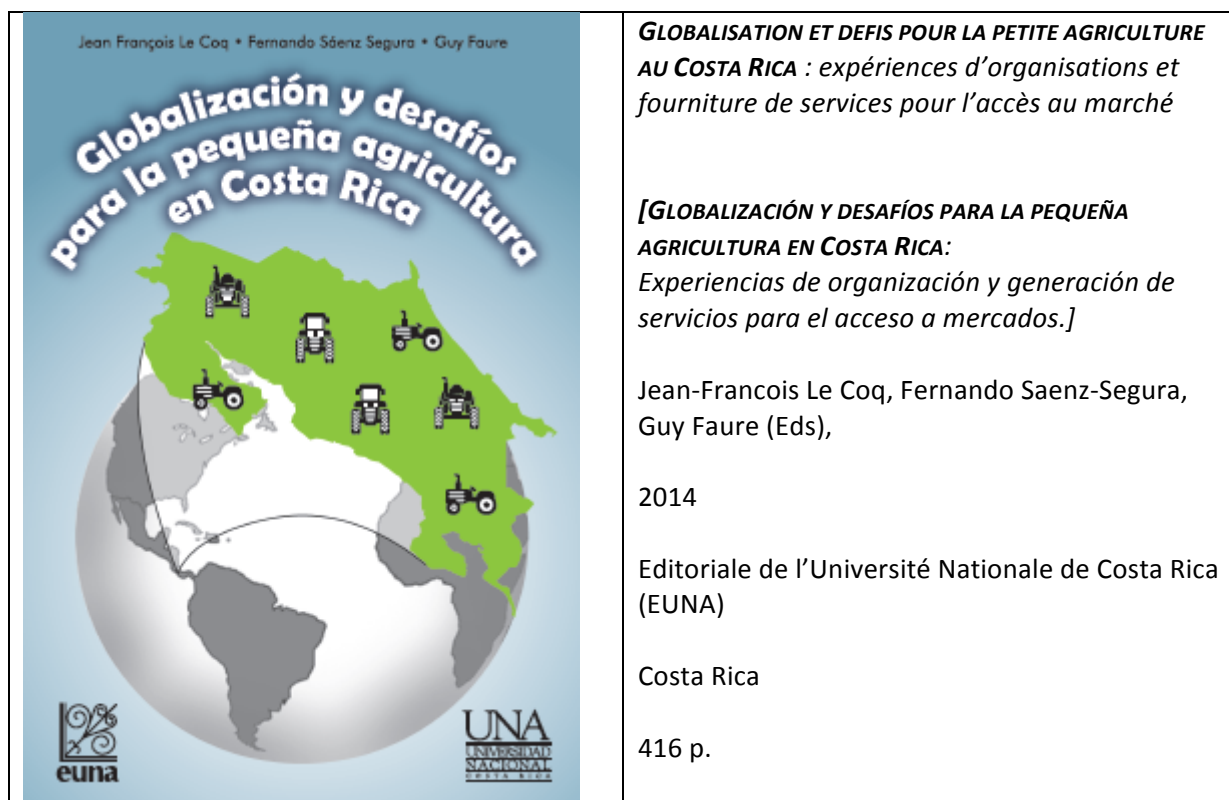 Jean François Le Coq • Fernando Sáenz Segura • Guy Faure
Globalización y desafíos
para la pequeña agricultura
en Costa Rica
euna
UNA
UNIVERSIDAD
NACIONAL
COSTA RICA
GLOBALISATION ET DEFIS POUR LA PETITE AGRICULTURE
AU COSTA RICA : expériences d’organisations et
fourniture de services pour l’accès au marché
[GLOBALIZACIÓN Y DESAFÍOS PARA LA PEQUEÑA
AGRICULTURA EN COSTA RICA:
Experiencias de organización y generación de
servicios para el acceso a mercados.]
Jean-Francois Le Coq, Fernando Saenz-Segura,
Guy Faure (Eds),
2014
Editoriale de l’Université Nationale de Costa Rica
(EUNA)
Costa Rica
416 p.